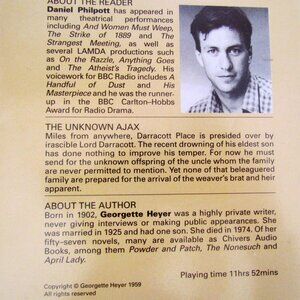 ABOUT THE READER
Daniel Philpott has appeared in
many theatrical performances
including And Women Must Weep,
The Strike of 1889 and The
Strangest Meeting, as well as
several LAMDA productions such
as On the Razzle, Anything Goes
and The Atheist's Tragedy. His
voicework for BBC Radio includes A
Handful of Dust and His
Masterpiece and he was the runner-
up in the BBC Carlton-Hobbs
Award for Radio Drama.
THE UNKNOWN AJAX
Miles from anywhere, Darracott Place is presided over by
irascible Lord Darracott. The recent drowning of his eldest son
has done nothing to improve his temper. For now he must
send for the unknown offspring of the uncle whom the family
are never permitted to mention. Yet none of that beleaguered
family are prepared for the arrival of the weaver's brat and heir
apparent.
ABOUT THE AUTHOR
Born in 1902, Georgette Heyer was a highly private writer,
never giving interviews or making public appearances. She
was married in 1925 and had one son. She died in 1974. Of her
fifty-seven novels, many are available as Chivers Audio
Books, among them Powder and Patch, The Nonesuch and
April Lady.
Playing time 11hrs 52mins
Copyright © Georgette Heyer 1959
All rights reserved